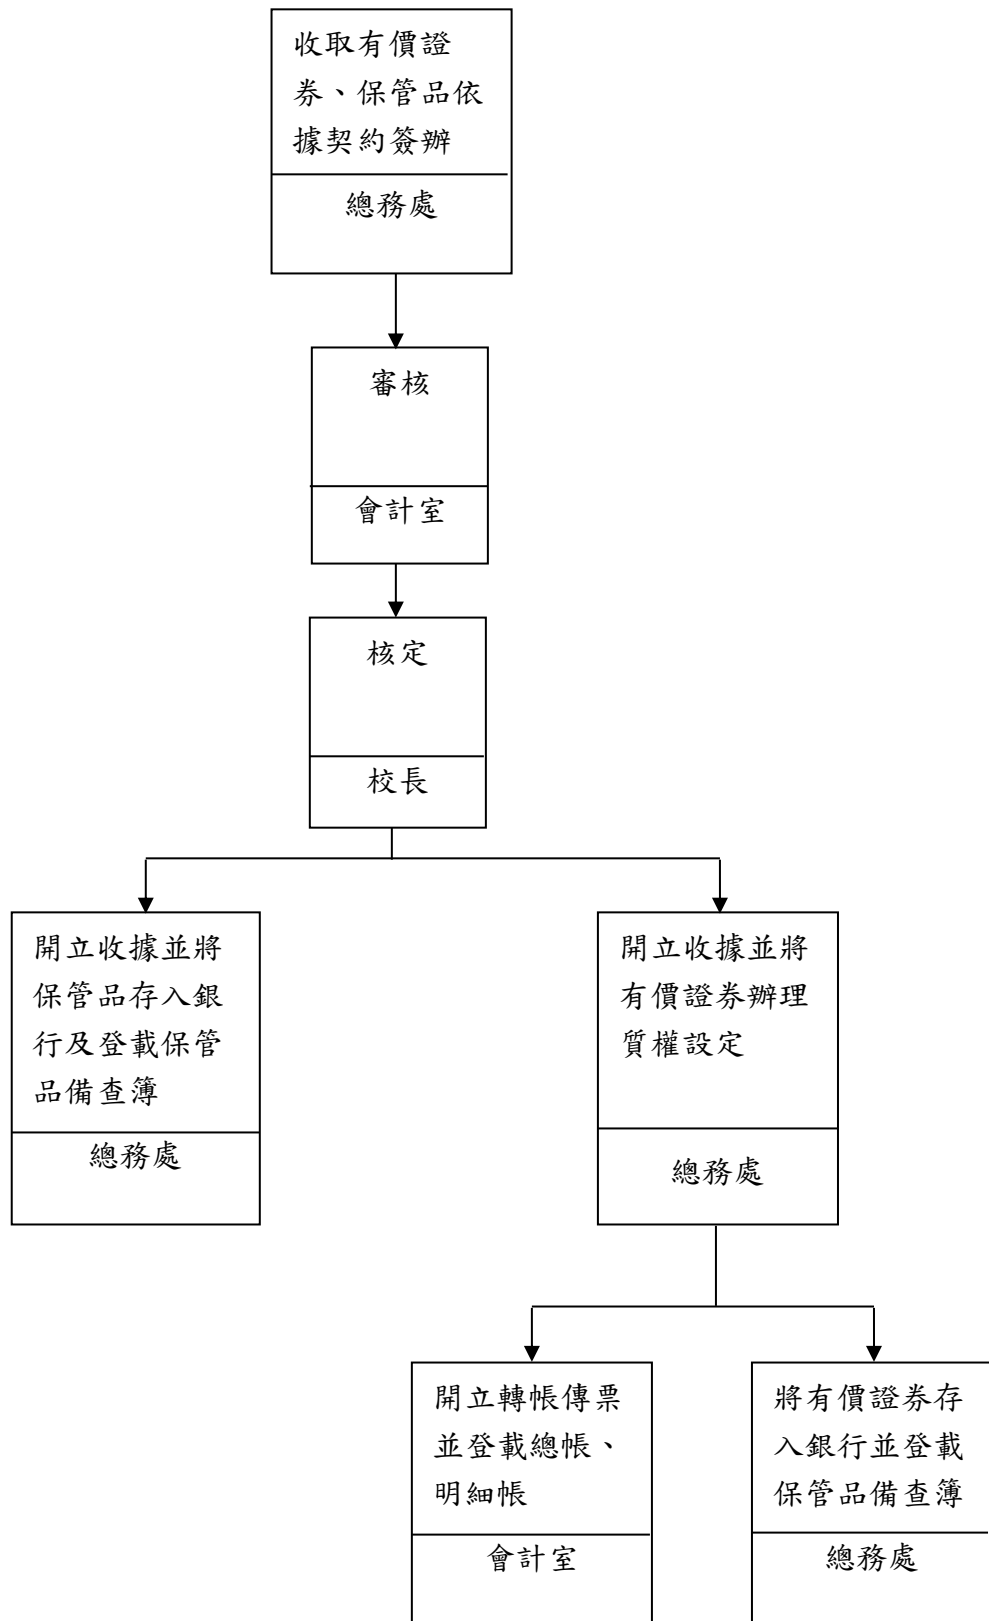 收取有價證
券、保管品依
據契約簽辦
總務處
審核
會計室
核定
校長
開立收據並將
保管品存入銀
行及登載保管
品備查簿
總務處
開立收據並將
有價證券辦理
質權設定
總務處
開立轉帳傳票
並登載總帳、
明細帳
會計室
將有價證券存
入銀行並登載
保管品備查簿
總務處